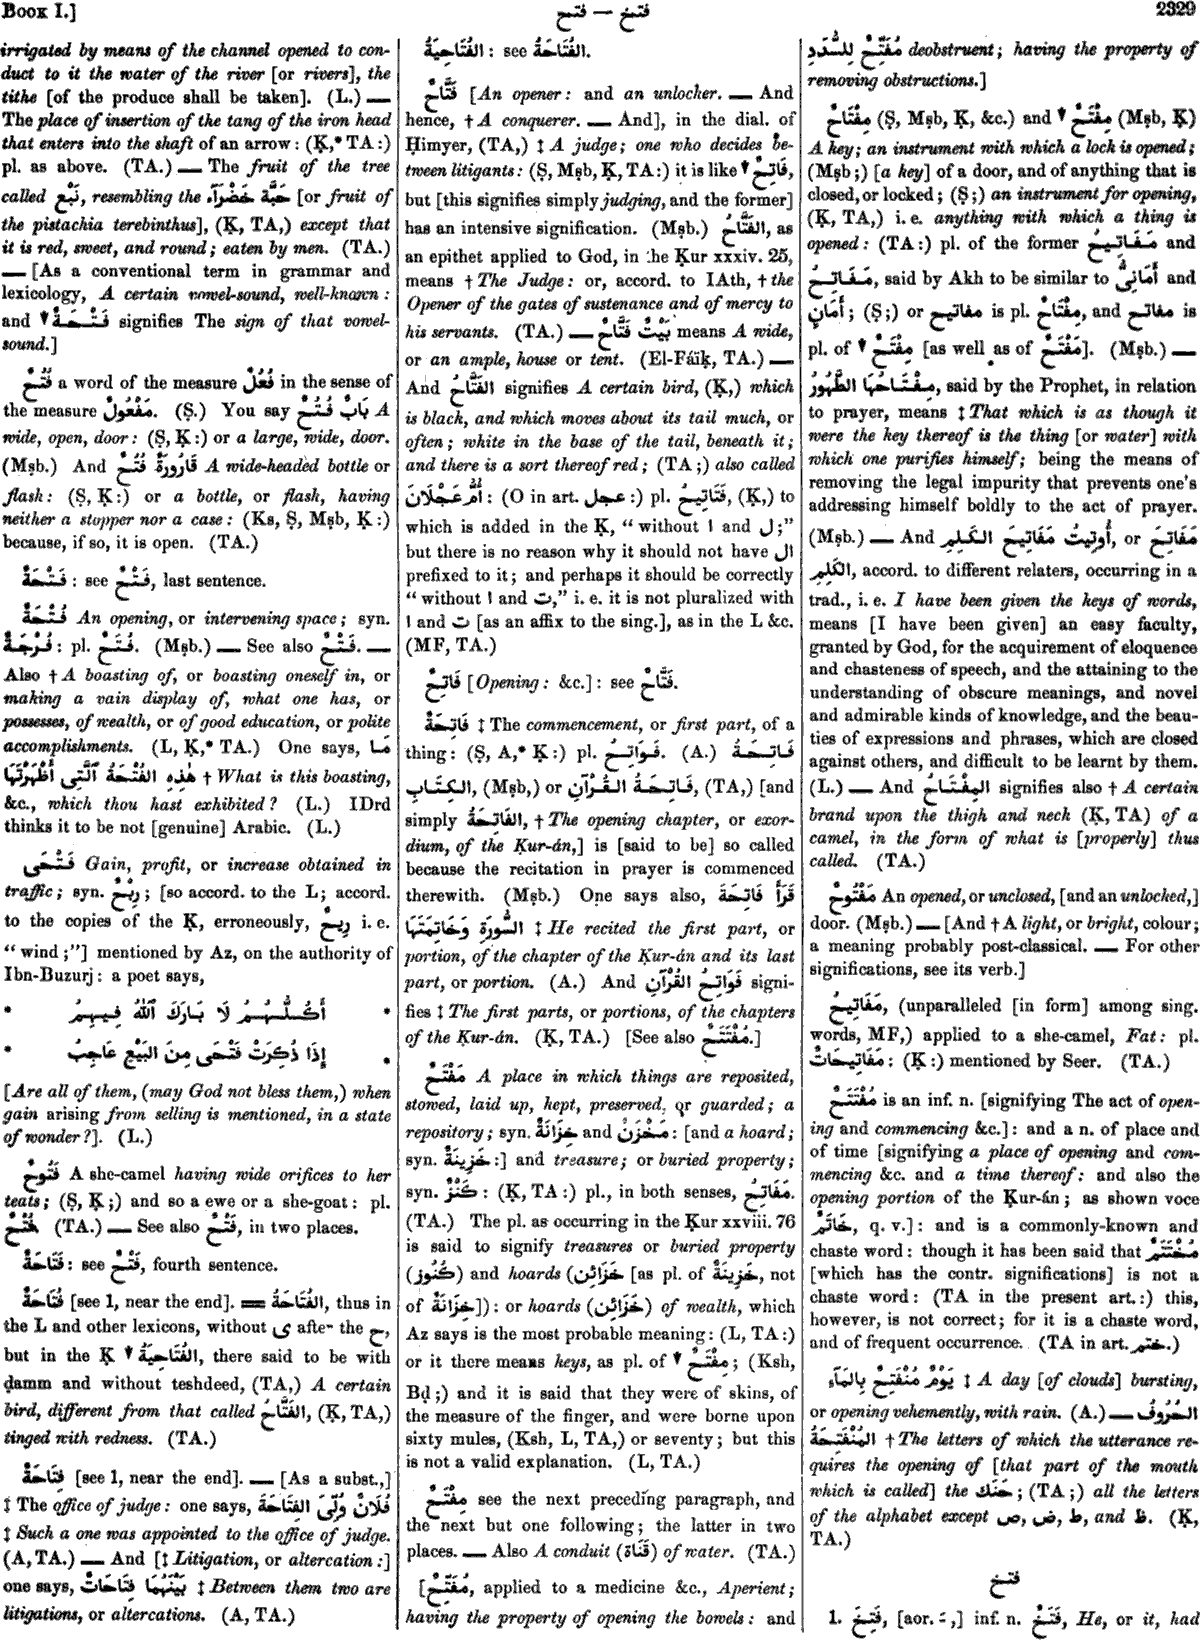 Book I.]
فتح — فتخ
2329
irrigated by means of the channel opened to con-
duct to it the water of the river [or rivers], the
tithe [of the produce shall be taken]. (L.) —
The place of insertion of the tang of the iron head
that enters into the shaft of an arrow: (Ḳ,* TA:)
pl. as above. (TA.) — The fruit of the tree
called نَبْع, resembling the حَبَّة خَضْرَآء [or fruit of
the pistachia terebinthus], (Ḳ, TA,) except that
it is red, sweet, and round; eaten by men. (TA.)
— [As a conventional term in grammar and
lexicology, A certain vowel-sound, well-known:
and ▼ فَتْحَةٌ signifies The sign of that vowel-
sound.]
فُتُحٌ a word of the measure فُعُلٌ in the sense of
the measure مَفْعُولٌ. (Ṣ.) You say بَابٌ فُتُحٌ A
wide, open, door: (Ṣ, Ḳ:) or a large, wide, door.
(Mṣb.) And قَارُورَةٌ فُتُحٌ A wide-headed bottle or
flask: (Ṣ, Ḳ:) or a bottle, or flask, having
neither a stopper nor a case: (Ks, Ṣ, Mṣb, Ḳ:)
because, if so, it is open. (TA.)
فَتْحَةٌ: see فَتْحٌ, last sentence.
فُتْحَةٌ An opening, or intervening space; syn.
فُرْجَةٌ: pl. فُتَحٌ. (Mṣb.) — See also فَتْحٌ. —
Also † A boasting of, or boasting oneself in, or
making a vain display of, what one has, or
possesses, of wealth, or of good education, or polite
accomplishments. (L, Ḳ,* TA.) One says, مَا
هٰذِهِ الفُتْحَةُ ٱلَّتِى أَظْهَرْتَهَا † What is this boasting,
&c., which thou hast exhibited? (L.) IDrd
thinks it to be not [genuine] Arabic. (L.)
فَتْحَى Gain, profit, or increase obtained in
traffic; syn. رِبْحٌ; [so accord. to the L; accord.
to the copies of the Ḳ, erroneously, رِيحٌ i. e.
“ wind;”] mentioned by Az, on the authority of
Ibn-Buzurj: a poet says,
* أَكُلُّهُمُ لَا بَارَكَ ٱللّٰهُ فِيهِمُ *
* إِذَا ذُكِرَتْ فَتْحَى مِنَ البَيْعِ عَاجِبُ *
[Are all of them, (may God not bless them,) when
gain arising from selling is mentioned, in a state
of wonder?]. (L.)
فَتُوحٌ A she-camel having wide orifices to her
teats; (Ṣ, Ḳ;) and so a ewe or a she-goat: pl.
فُتُحٌ. (TA.) — See also فَتْحٌ, in two places.
فَتَاحَةٌ: see فَتْحٌ, fourth sentence.
فُتَاحَةٌ [see 1, near the end]. = الفُتَاحَةُ, thus in
the L and other lexicons, without ى after the ح,
but in the Ḳ ▼ الفُتَاحِيَةُ, there said to be with
ḍamm and without teshdeed, (TA,) A certain
bird, different from that called الفَتَّاحُ, (Ḳ, TA,)
tinged with redness. (TA.)
فِتَاحَةٌ [see 1, near the end]. — [As a subst.,]
‡ The office of judge: one says, فُلَانٌ وُلِّىَ الفِتَاحَةَ
‡ Such a one was appointed to the office of judge.
(A, TA.) — And [‡ Litigation, or altercation:]
one says, بَيْنَهُمَا فِتَاحَاتٌ ‡ Between them two are
litigations, or altercations. (A, TA.)
الفُتَاحِيَةُ: see الفُتَاحَةُ.
فَتَّاحٌ [An opener: and an unlocker. — And
hence, † A conquerer. — And], in the dial. of
Ḥimyer, (TA,) ‡ A judge; one who decides be-
tween litigants: (Ṣ, Mṣb, Ḳ, TA:) it is like ▼ فَاتِحٌ,
but [this signifies simply judging, and the former]
has an intensive signification. (Mṣb.) الفَتَّاحُ, as
an epithet applied to God, in the Ḳur xxxiv. 25,
means † The Judge: or, accord. to IAth, † the
Opener of the gates of sustenance and of mercy to
his servants. (TA.) — بَيْتٌ فَتَّاحٌ means A wide,
or an ample, house or tent. (El-Fáïḳ, TA.) —
And الفَتَّاحُ signifies A certain bird, (Ḳ,) which
is black, and which moves about its tail much, or
often; white in the base of the tail, beneath it;
and there is a sort thereof red; (TA;) also called
أُمُّ عَجْلَانَ: (O in art. عجل:) pl. فَتَاتِيحُ, (Ḳ,) to
which is added in the Ḳ, “ without ا and ل;”
but there is no reason why it should not have ال
prefixed to it; and perhaps it should be correctly
“ without ا and ت,” i. e. it is not pluralized with
ا and ت [as an affix to the sing.], as in the L &c.
(MF, TA.)
فَاتِحٌ [Opening: &c.]: see فَتَّاحٌ.
فَاتِحَةٌ ‡ The commencement, or first part, of a
thing: (Ṣ, A,* Ḳ:) pl. فَوَاتِحُ. (A.) فَاتِحَةُ
الكِتَابِ, (Mṣb,) or فَاتِحَةُ القُرْآنِ, (TA,) [and
simply الفَاتِحَةُ, † The opening chapter, or exor-
dium, of the Ḳur-án,] is [said to be] so called
because the recitation in prayer is commenced
therewith. (Mṣb.) One says also, قَرَأَ فَاتِحَةَ
السُّورَةِ وَخَاتِمَتَهَا ‡ He recited the first part, or
portion, of the chapter of the Ḳur-án and its last
part, or portion. (A.) And فَوَاتِحُ القُرْآنِ signi-
fies ‡ The first parts, or portions, of the chapters
of the Ḳur-án. (Ḳ, TA.) [See also مُفْتَتَحٌ.]
مَفْتَحٌ A place in which things are reposited,
stowed, laid up, kept, preserved, or guarded; a
repository; syn. خِزَانَةٌ and مَخْزَنٌ: [and a hoard;
syn. خَزِينَةٌ:] and treasure; or buried property;
syn. كَنْزٌ: (Ḳ, TA:) pl., in both senses, مَفَاتِحُ.
(TA.) The pl. as occurring in the Ḳur xxviii. 76
is said to signify treasures or buried property
(كُنُوز) and hoards (خَزَائِن [as pl. of خَزِينَةٌ, not
of خِزَانَةٌ]): or hoards (خَزَائِن) of wealth, which
Az says is the most probable meaning: (L, TA:)
or it there means keys, as pl. of ▼ مِفْتَحٌ; (Ksh,
Bḍ;) and it is said that they were of skins, of
the measure of the finger, and were borne upon
sixty mules, (Ksh, L, TA,) or seventy; but this
is not a valid explanation. (L, TA.)
مِفْتَحٌ see the next preceding paragraph, and
the next but one following; the latter in two
places. — Also A conduit (قَنَاة) of water. (TA.)
[مُفَتِّحٌ, applied to a medicine &c., Aperient;
having the property of opening the bowels: and
مُفَتِّحٌ لِلسُّدَدِ deobstruent; having the property of
removing obstructions.]
مِفْتَاحٌ (Ṣ, Mṣb, Ḳ, &c.) and ▼ مِفْتَحٌ (Mṣb, Ḳ)
A key; an instrument with which a lock is opened;
(Mṣb;) [a key] of a door, and of anything that is
closed, or locked; (Ṣ;) an instrument for opening,
(Ḳ, TA,) i. e. anything with which a thing is
opened: (TA:) pl. of the former مَفَاتِيحُ and
مَفَاتِحُ, said by Akh to be similar to أَمَانِىُّ and
أَمَانٍ; (Ṣ;) or مفاتيح is pl. مِفْتَاحٌ, and مفاتح is
pl. of ▼ مِفْتَحٌ [as well as of مَفْتَحٌ]. (Mṣb.) —
مِفْتَاحُهَا الطَّهُورُ, said by the Prophet, in relation
to prayer, means ‡ That which is as though it
were the key thereof is the thing [or water] with
which one purifies himself; being the means of
removing the legal impurity that prevents one's
addressing himself boldly to the act of prayer.
(Mṣb.) — And أُوتِيتُ مَفَاتِيحَ الكَلِمِ, or مَفَاتِحَ
الكَلِمِ, accord. to different relaters, occurring in a
trad., i. e. I have been given the keys of words,
means [I have been given] an easy faculty,
granted by God, for the acquirement of eloquence
and chasteness of speech, and the attaining to the
understanding of obscure meanings, and novel
and admirable kinds of knowledge, and the beau-
ties of expressions and phrases, which are closed
against others, and difficult to be learnt by them.
(L.) — And المِفْتَاحُ signifies also † A certain
brand upon the thigh and neck (Ḳ, TA) of a
camel, in the form of what is [properly] thus
called. (TA.)
مَفْتُوحٌ An opened, or unclosed, [and an unlocked,]
door. (Mṣb.) — [And † A light, or bright, colour;
a meaning probably post-classical. — For other
significations, see its verb.]
مَفَاتِيحُ, (unparalleled [in form] among sing.
words, MF,) applied to a she-camel, Fat: pl.
مَفَاتِيحَاتٌ: (Ḳ:) mentioned by Seer. (TA.)
مُفْتَتَحٌ is an inf. n. [signifying The act of open-
ing and commencing &c.]: and a n. of place and
of time [signifying a place of opening and com-
mencing &c. and a time thereof: and also the
opening portion of the Ḳur-án; as shown voce
خَاتَمٌ, q. v.]: and is a commonly-known and
chaste word: though it has been said that مُخْتَتَمٌ
[which has the contr. significations] is not a
chaste word: (TA in the present art.:) this,
however, is not correct; for it is a chaste word,
and of frequent occurrence. (TA in art. ختم.)
يَوْمٌ مُنْفَتِحٌ بِالمَآءِ ‡ A day [of clouds] bursting,
or opening vehemently, with rain. (A.) — الحُرُوفُ
المُنْفَتِحَةُ † The letters of which the utterance re-
quires the opening of [that part of the mouth
which is called] the حَنَك; (TA;) all the letters
of the alphabet except ص, ض, ط, and ظ. (Ḳ,
TA.)
فتخ
1. فَتِخَ, [aor. ـَ,] inf. n. فَتَخٌ, He, or it, had